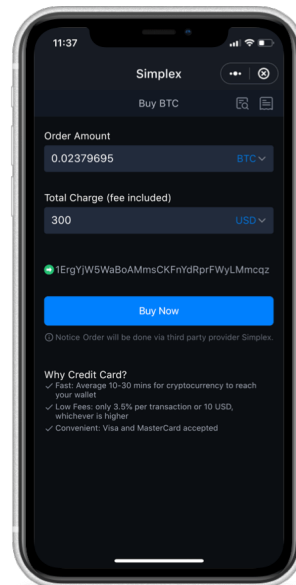 11:37
Simplex
Buy BTC
Order Amount
0.02379695
BTC
Total Charge (fee included)
300
USD
1ErgYjW5WaBoAMmsCKFnYdRprFWyLMmcqz
Buy Now
Notice Order will be done via third party provider Simplex.
Why Credit Card?
Fast: Average 10-30 mins for cryptocurrency to reach
your wallet
Low Fees: only 3.5% per transaction or 10 USD,
whichever is higher
Convenient: Visa and MasterCard accepted